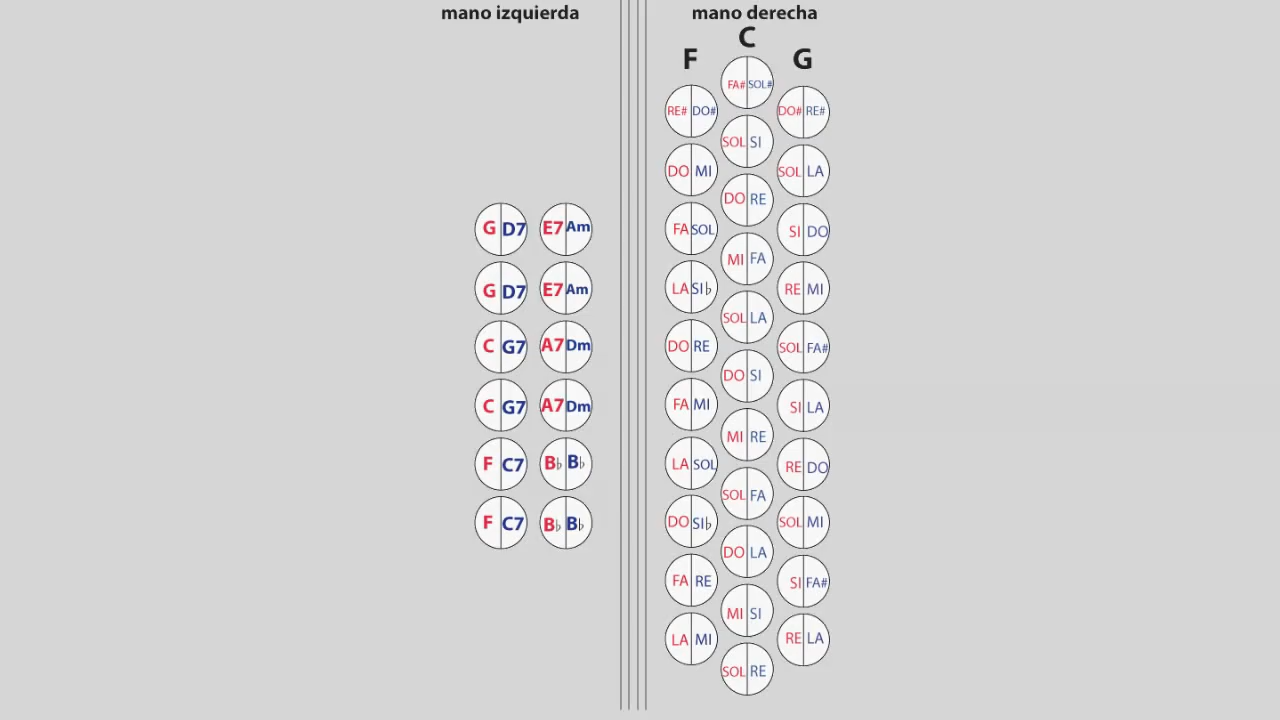 mano izquierda
mano derecha
F C G
FA# SOL#
RE# DO#
DO# RE#
SOL SI
DO MI
SOL LA
DO RE
G D7
E7 Am
FA SOL
SI DO
MI FA
G D7
E7 Am
LA SI♭
RE MI
SOL LA
C G7
A7 Dm
DO RE
SOL FA#
DO SI
C G7
A7 Dm
FA MI
SI LA
MI RE
F C7
B♭ B♭
LA SOL
RE DO
SOL FA
F C7
B♭ B♭
DO SI♭
SOL MI
DO LA
FA RE
SI FA#
MI SI
LA MI
RE LA
SOL RE